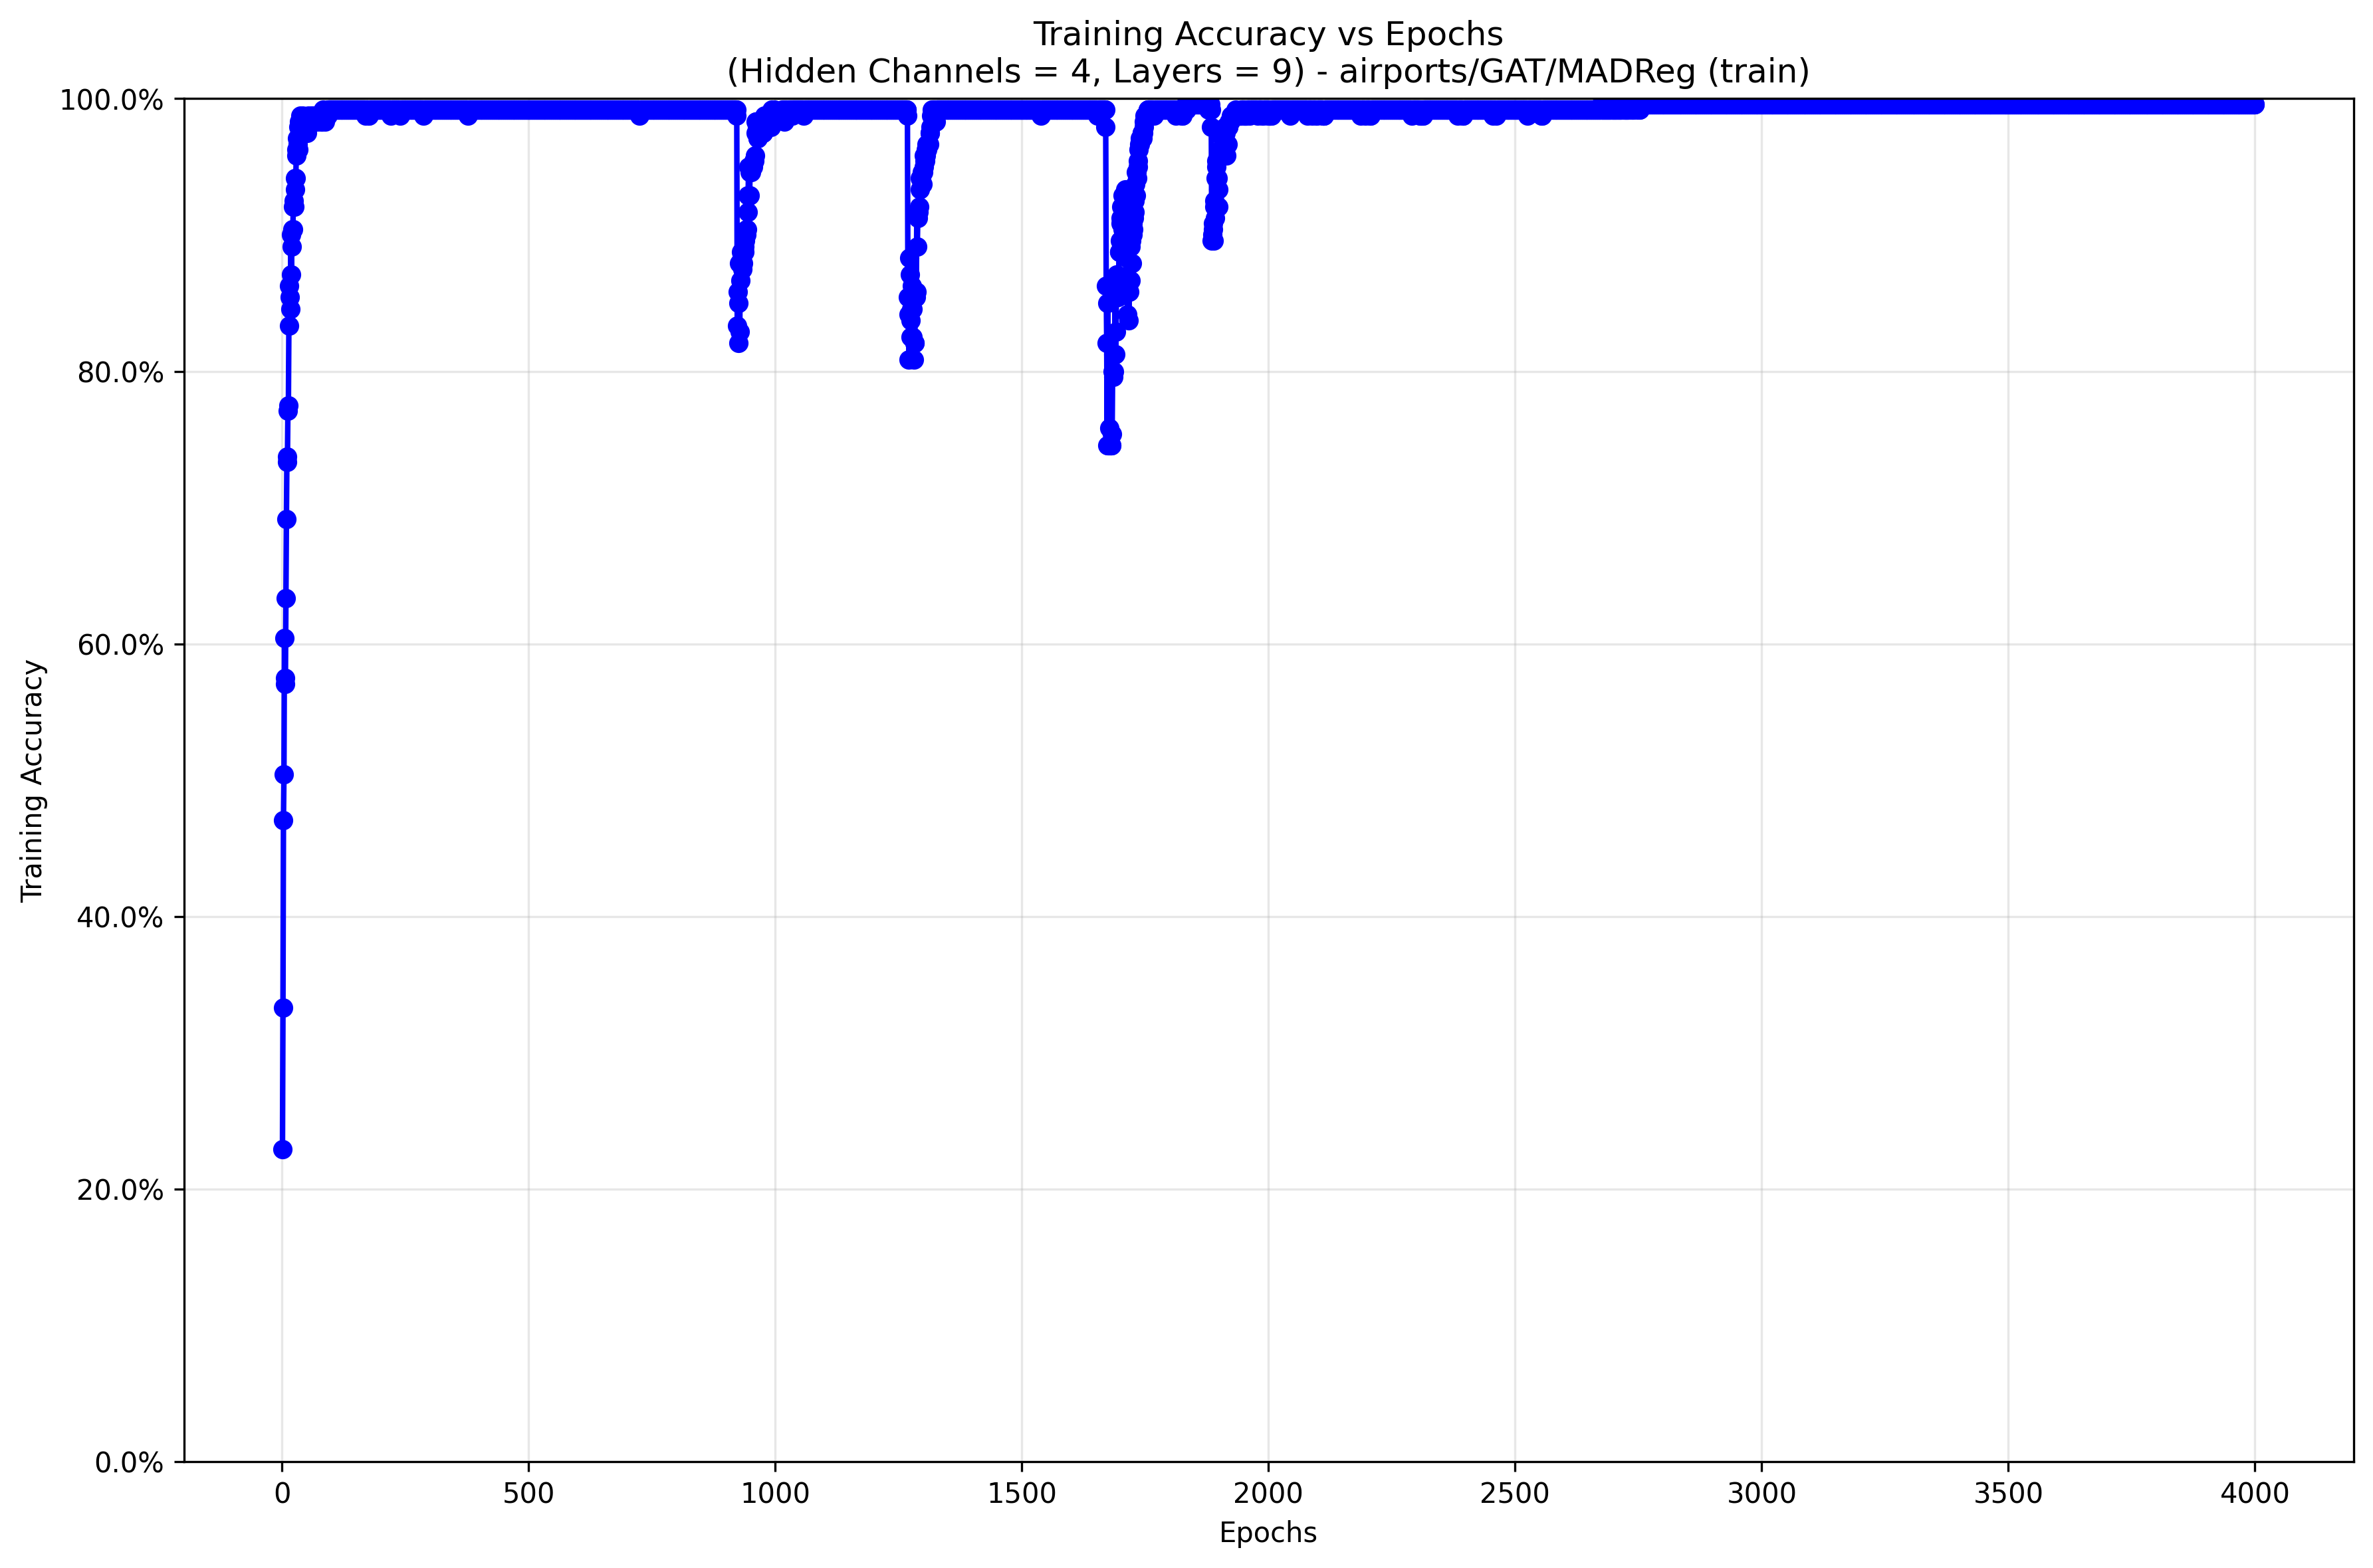 Training Accuracy vs Epochs
(Hidden Channels = 4, Layers = 9) - airports/GAT/MADReg (train)
100.0%
80.0%
60.0%
40.0%
20.0%
0.0%
Training Accuracy
0 500 1000 1500 2000 2500 3000 3500 4000
Epochs